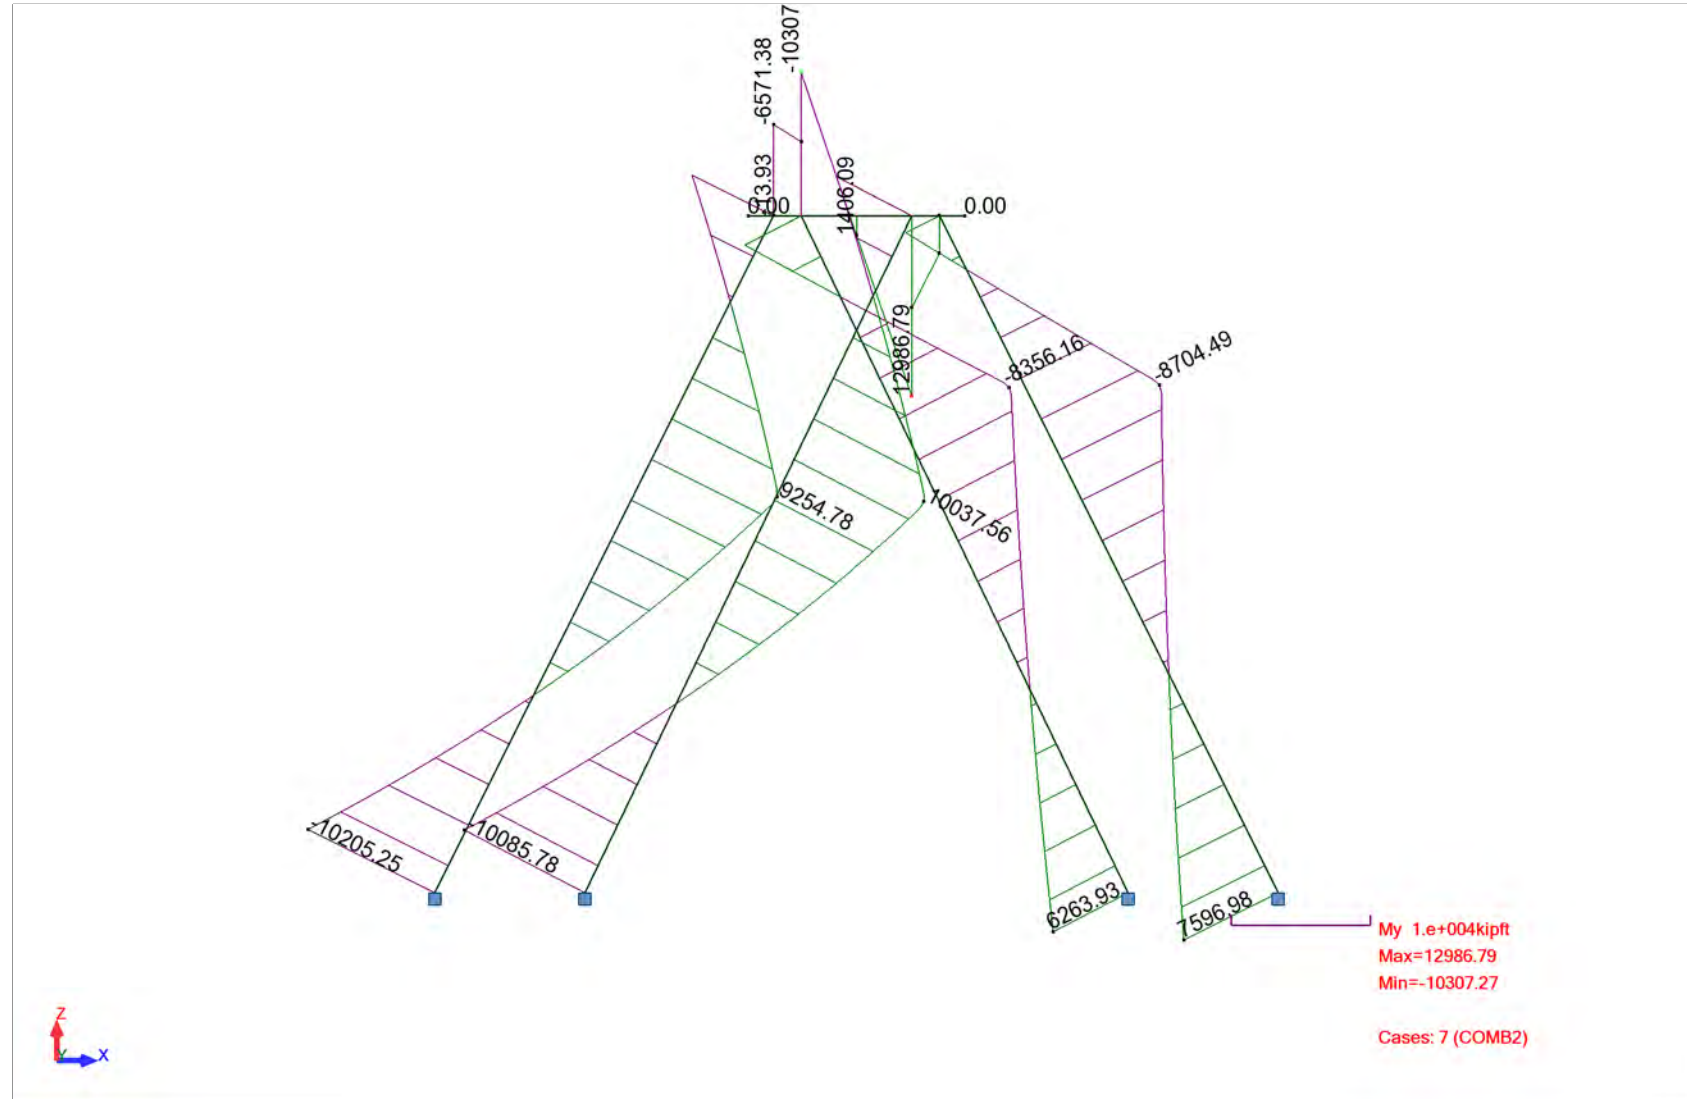 -10307
-6571.38
13.93
1406.09
0.00
0.00
12986.79
-8356.16
-8704.49
9254.78
10037.56
-10205.25
-10085.78
6263.93
7596.98
My 1.e+004kipft
Max=12986.79
Min=-10307.27
Cases: 7 (COMB2)
Z
Y
X